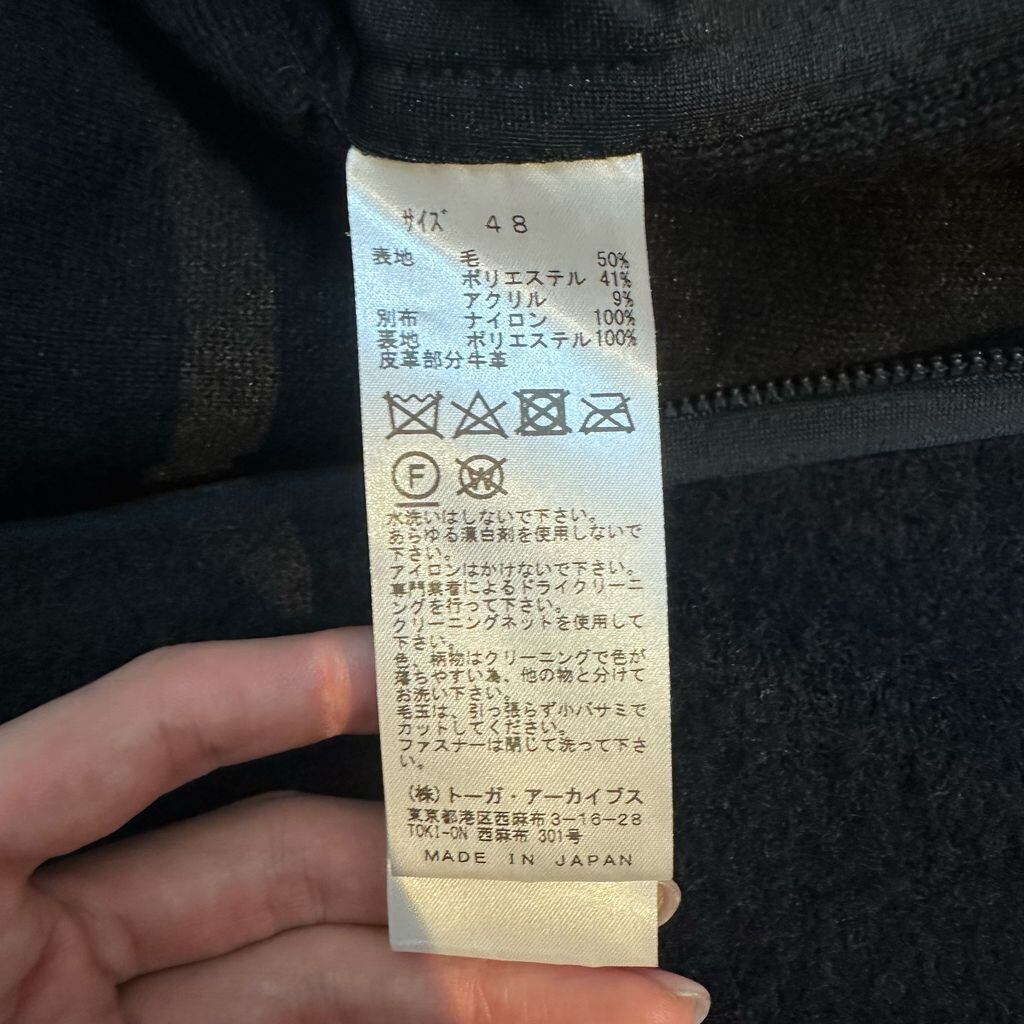 サイズ 48
表地 毛 50%
ポリエステル 41%
アクリル 9%
別布 ナイロン 100%
裏地 ポリエステル100%
皮革部分 牛革
F W
水洗いはしないで下さい。
あらゆる漂白剤を使用しないで
下さい。
アイロンはかけないで下さい。
専門業者によるドライクリーニ
ングを行って下さい。
クリーニングネットを使用して
下さい。
色、柄物はクリーニングで色が
落ちやすい為、他の物と分けて
お洗い下さい。
毛玉は、引っ張らず小バサミで
カットしてください。
ファスナーは閉じて洗って下さ
い。
(株)トーガ・アーカイブス
東京都港区西麻布3-16-28
TOKI-ON 西麻布 301号
MADE IN JAPAN